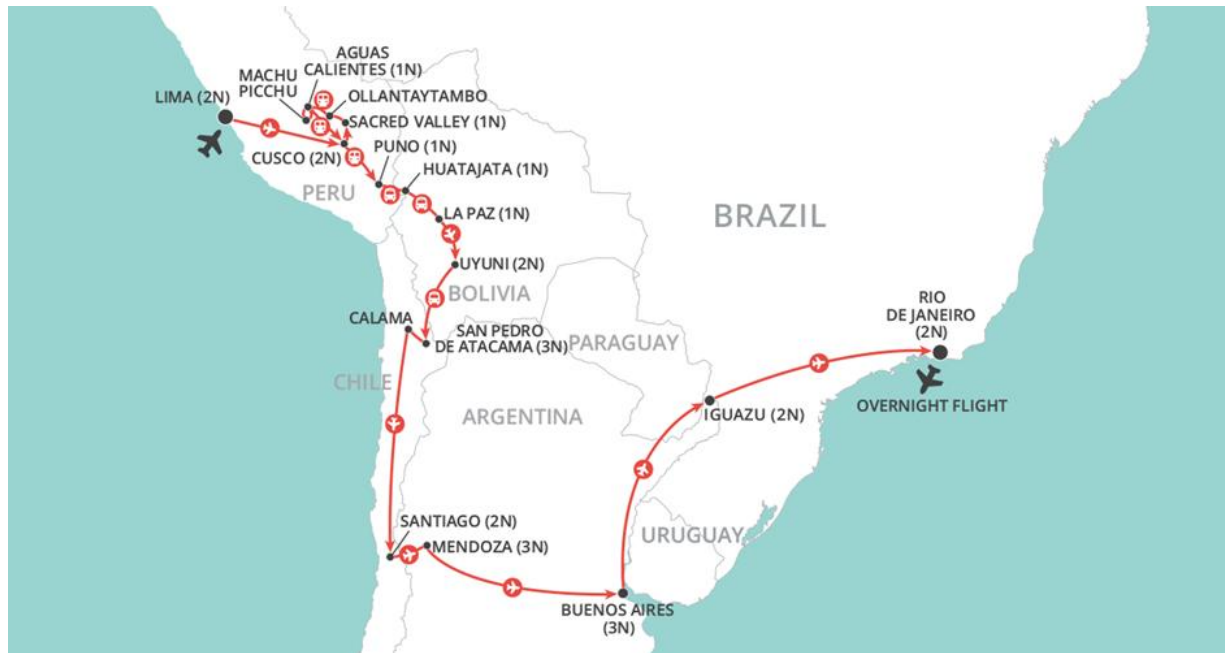 AGUAS
CALIENTES (1N)
MACHU
PICCHU
OLLANTAYTAMBO
LIMA (2N)
SACRED VALLEY (1N)
CUSCO (2N)
PUNO (1N)
HUATAJATA (1N)
PERU
LA PAZ (1N)
BRAZIL
UYUNI (2N)
BOLIVIA
CALAMA
SAN PEDRO
DE ATACAMA (3N)
PARAGUAY
RIO
DE JANEIRO
(2N)
CHILE
ARGENTINA
IGUAZU (2N)
OVERNIGHT FLIGHT
SANTIAGO (2N)
MENDOZA (3N)
URUGUAY
BUENOS AIRES
(3N)